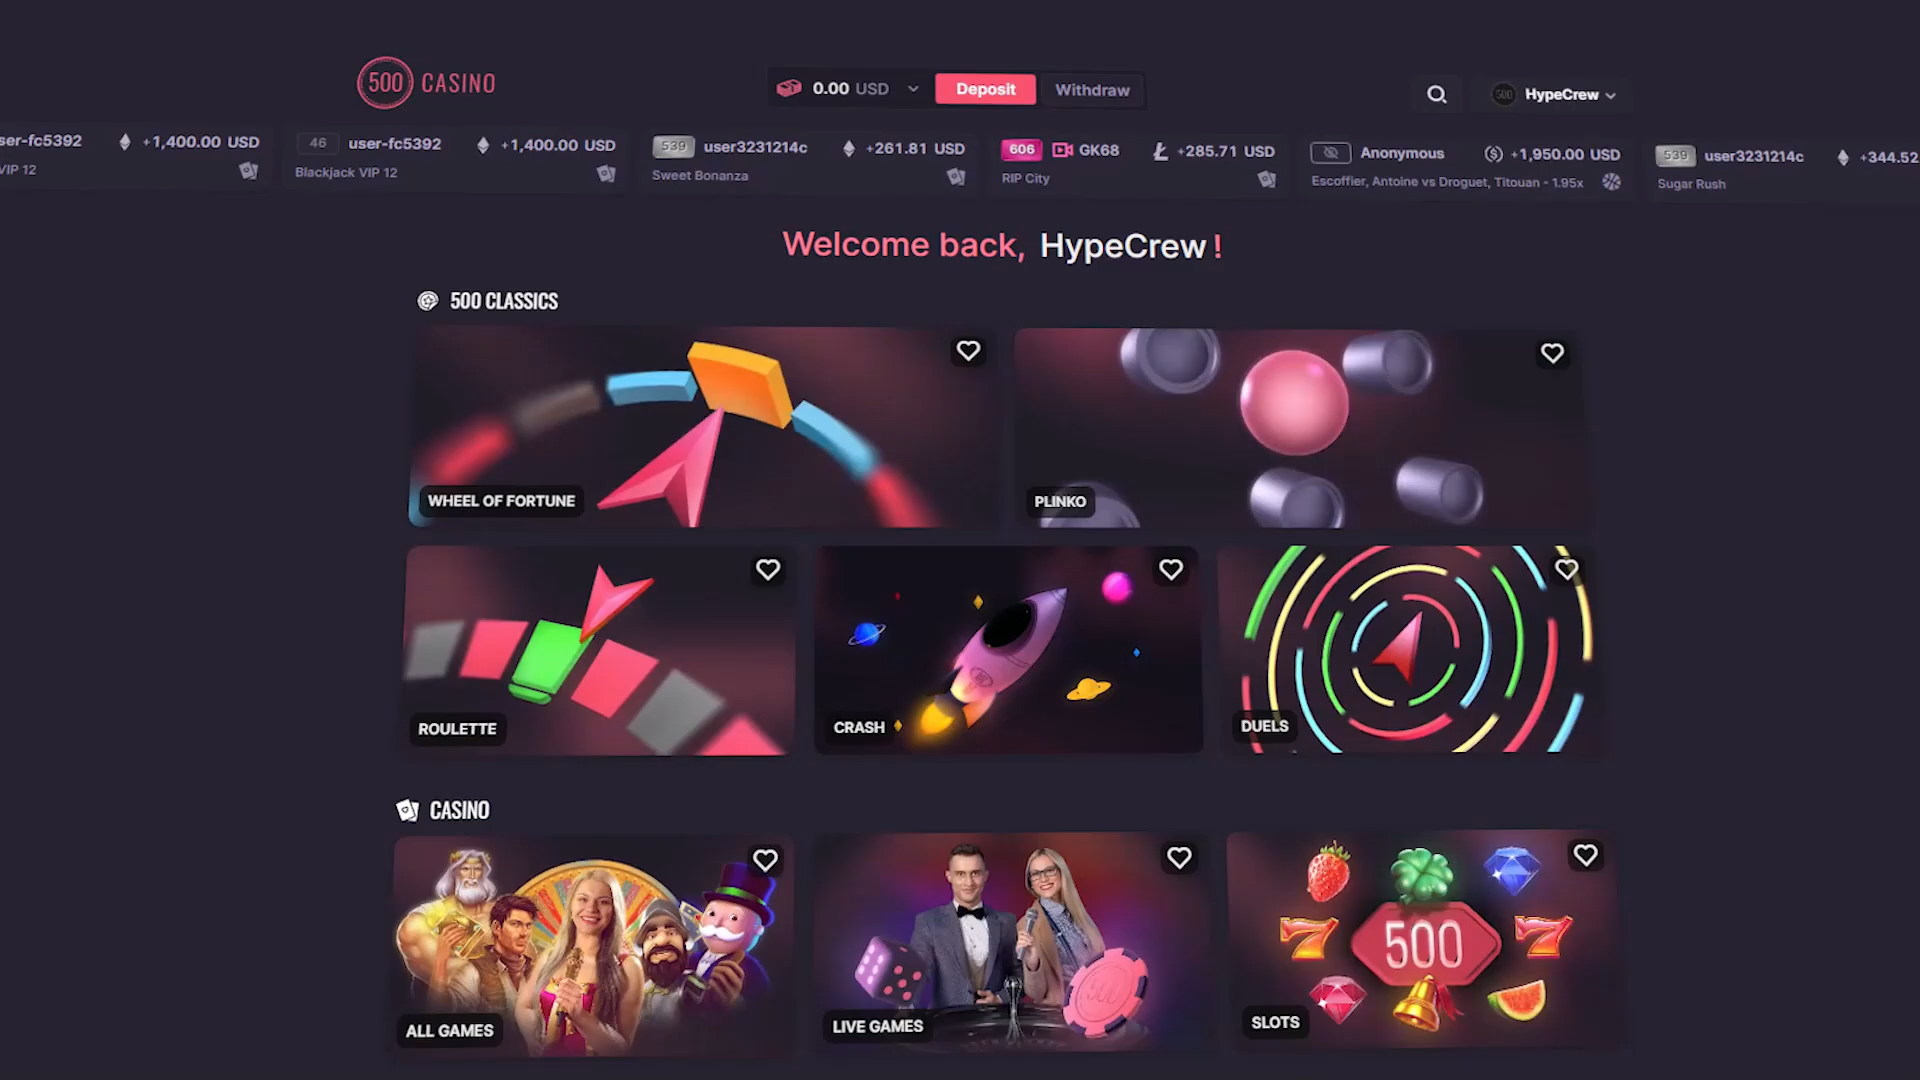 500 CASINO
0.00 USD
Deposit
Withdraw
500 HypeCrew
ser-fc5392 +1,400.00 USD
VIP 12
46 user-fc5392 +1,400.00 USD
Blackjack VIP 12
539 user3231214c +261.81 USD
Sweet Bonanza
606 GK68 +285.71 USD
RIP City
Anonymous +1,950.00 USD
Escoffier, Antoine vs Droguet, Titouan - 1.95x
539 user3231214c +344.52
Sugar Rush
Welcome back, HypeCrew!
500 CLASSICS
WHEEL OF FORTUNE
PLINKO
ROULETTE
CRASH
DUELS
CASINO
ALL GAMES
LIVE GAMES
7 500 7
SLOTS